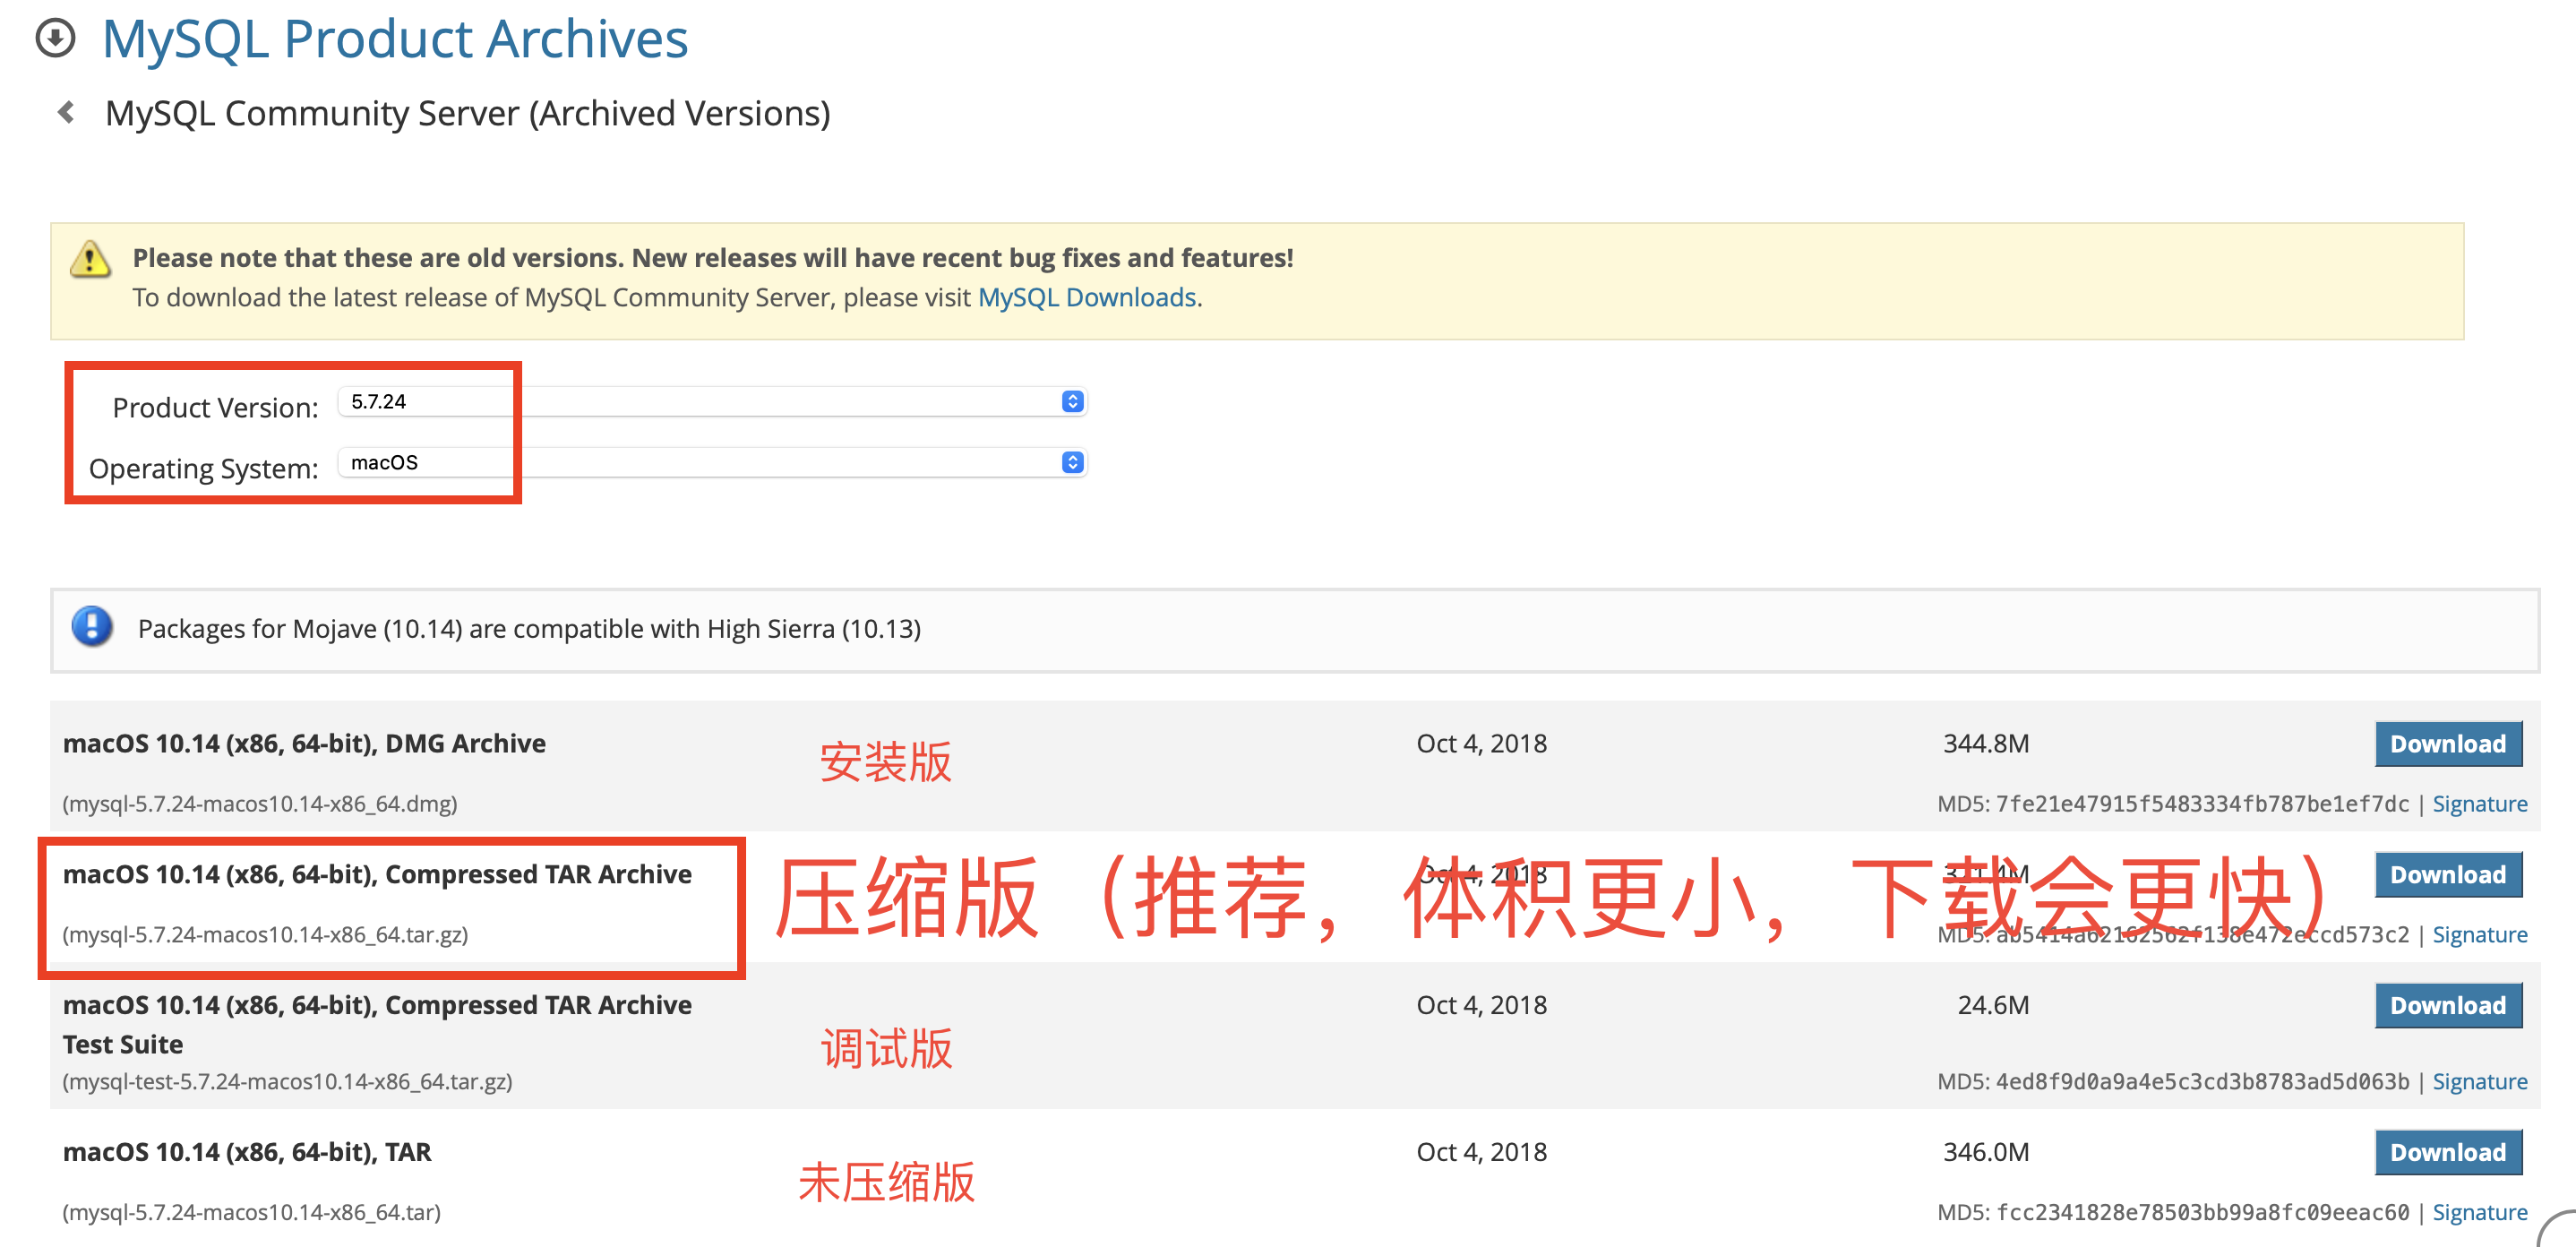 MySQL Product Archives
MySQL Community Server (Archived Versions)
Please note that these are old versions. New releases will have recent bug fixes and features!
To download the latest release of MySQL Community Server, please visit MySQL Downloads.
Product Version: 5.7.24
Operating System: macOS
Packages for Mojave (10.14) are compatible with High Sierra (10.13)
macOS 10.14 (x86, 64-bit), DMG Archive 安装版 Oct 4, 2018 344.8M Download
(mysql-5.7.24-macos10.14-x86_64.dmg) MD5: 7fe21e47915f5483334fb787be1ef7dc | Signature
macOS 10.14 (x86, 64-bit), Compressed TAR Archive 压缩版（推荐，体积更小，下载会更快） Oct 4, 2018 Download
(mysql-5.7.24-macos10.14-x86_64.tar.gz) MD5: | Signature
macOS 10.14 (x86, 64-bit), Compressed TAR Archive Oct 4, 2018 24.6M Download
Test Suite 调试版
(mysql-test-5.7.24-macos10.14-x86_64.tar.gz) MD5: 4ed8f9d0a9a4e5c3cd3b8783ad5d063b | Signature
macOS 10.14 (x86, 64-bit), TAR 未压缩版 Oct 4, 2018 346.0M Download
(mysql-5.7.24-macos10.14-x86_64.tar) MD5: fcc2341828e78503bb99a8fc09eeac60 | Signature